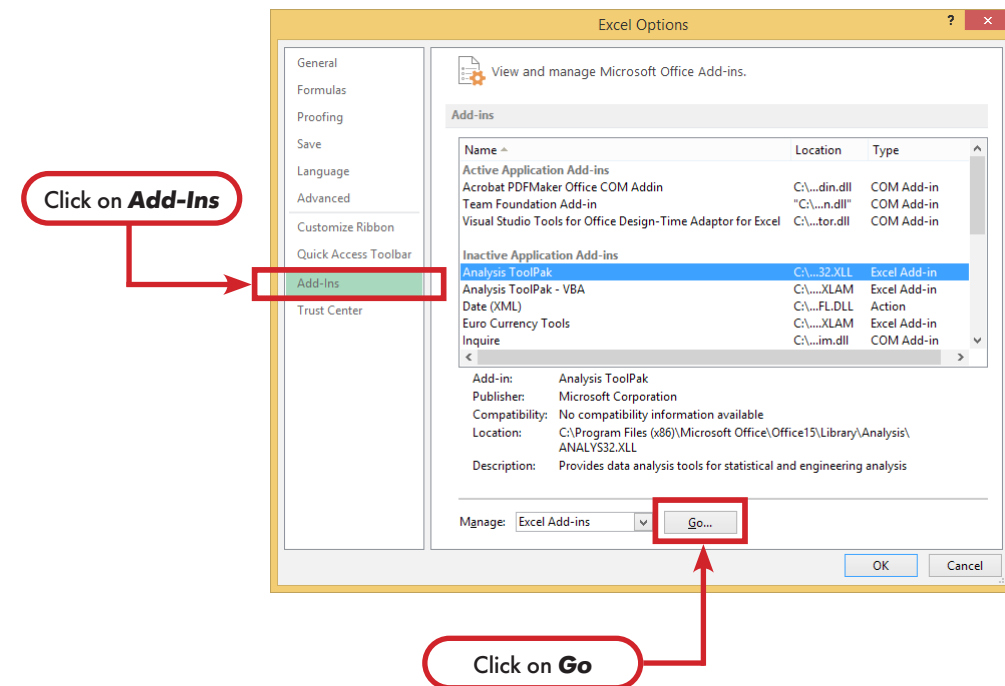 Excel Options
?
×
General
Formulas
Proofing
Save
Language
Advanced
Customize Ribbon
Quick Access Toolbar
Add-Ins
Trust Center
Click on Add-Ins
View and manage Microsoft Office Add-ins.
Add-ins
Name Location Type
Active Application Add-ins
Acrobat PDFMaker Office COM Addin C:\...din.dll COM Add-in
Team Foundation Add-in "C:\...n.dll" COM Add-in
Visual Studio Tools for Office Design-Time Adaptor for Excel C:\...tor.dll COM Add-in
Inactive Application Add-ins
Analysis ToolPak C:\...32.XLL Excel Add-in
Analysis ToolPak - VBA C:\....XLAM Excel Add-in
Date (XML) C:\...FL.DLL Action
Euro Currency Tools C:\....XLAM Excel Add-in
Inquire C:\...im.dll COM Add-in
Add-in: Analysis ToolPak
Publisher: Microsoft Corporation
Compatibility: No compatibility information available
Location: C:\Program Files (x86)\Microsoft Office\Office15\Library\Analysis\
ANALYS32.XLL
Description: Provides data analysis tools for statistical and engineering analysis
Manage: Excel Add-ins Go...
OK Cancel
Click on Go